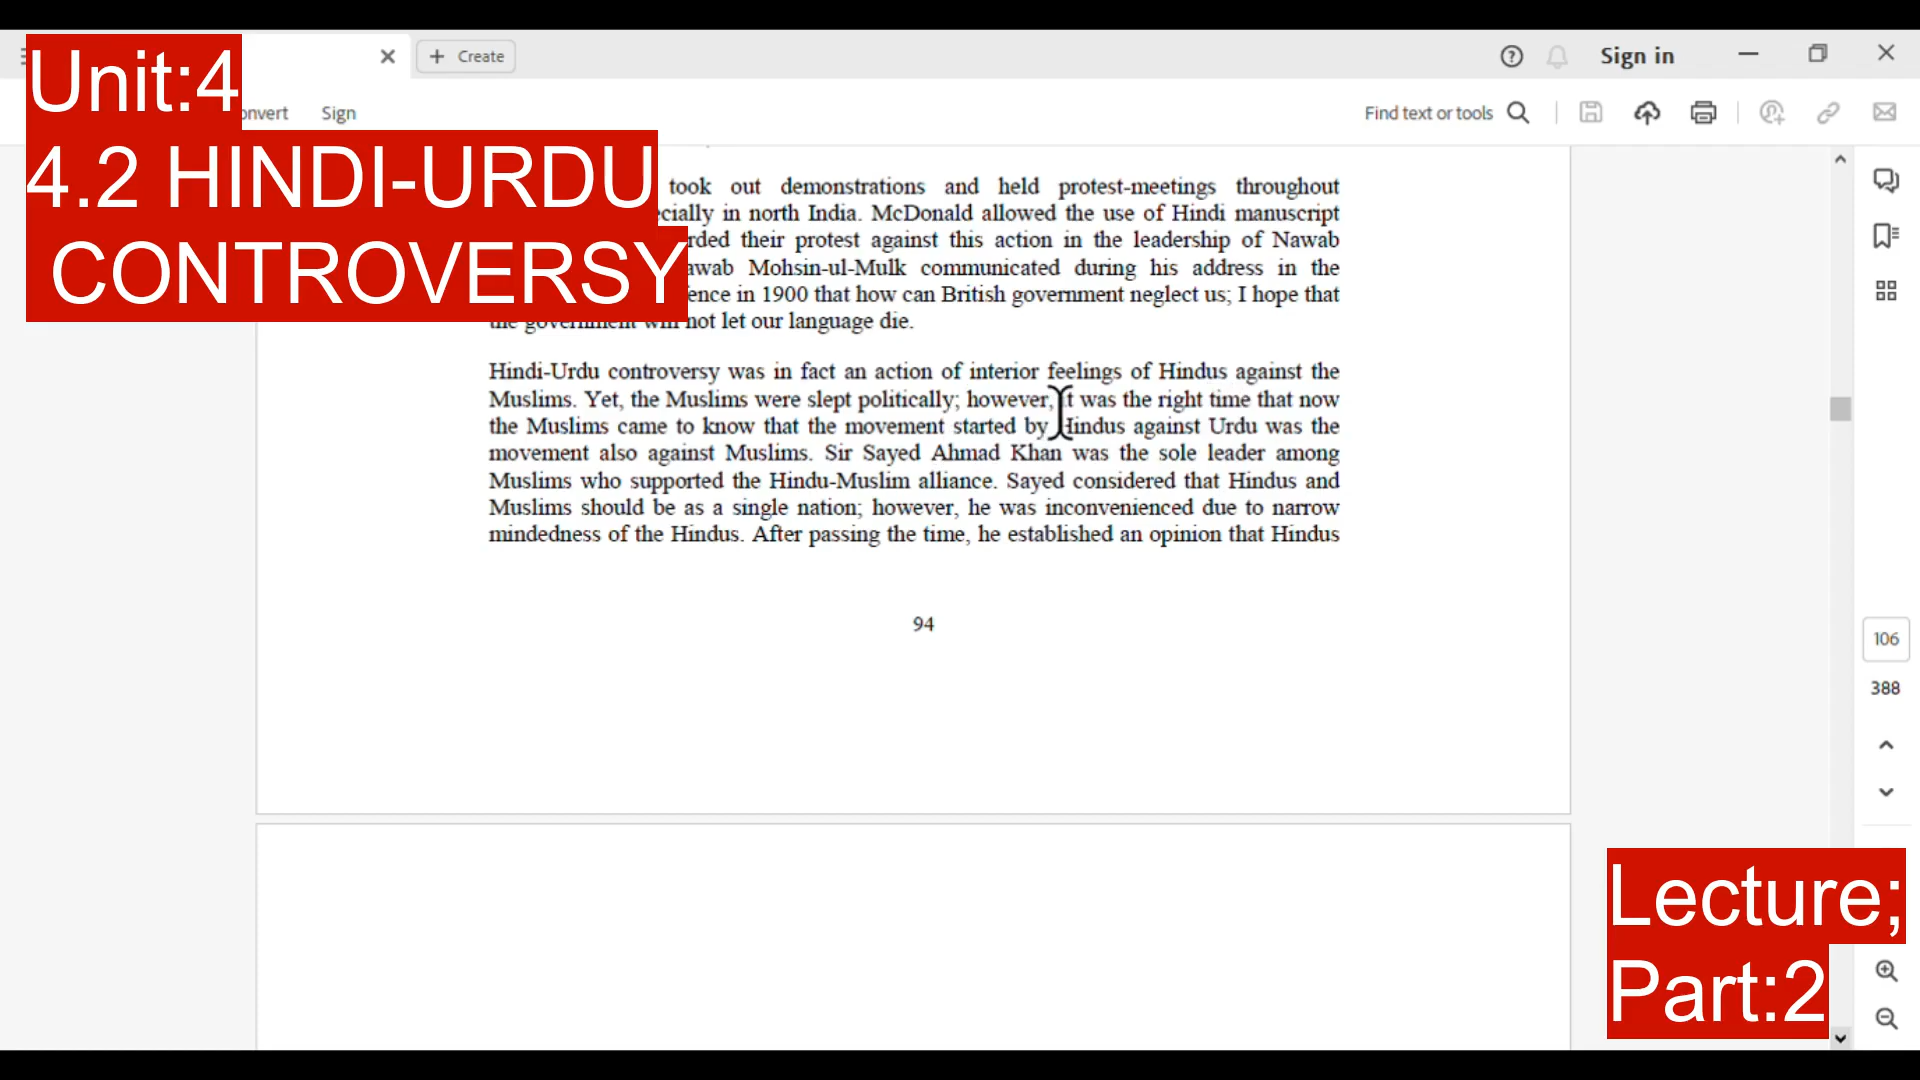 Unit:4
4.2 HINDI-URDU
CONTROVERSY
Create
Sign in
onvert Sign
Find text or tools
took out demonstrations and held protest-meetings throughout
cially in north India. McDonald allowed the use of Hindi manuscript
rded their protest against this action in the leadership of Nawab
awab Mohsin-ul-Mulk communicated during his address in the
ence in 1900 that how can British government neglect us; I hope that
the government will not let our language die.
Hindi-Urdu controversy was in fact an action of interior feelings of Hindus against the
Muslims. Yet, the Muslims were slept politically; however, it was the right time that now
the Muslims came to know that the movement started by Hindus against Urdu was the
movement also against Muslims. Sir Sayed Ahmad Khan was the sole leader among
Muslims who supported the Hindu-Muslim alliance. Sayed considered that Hindus and
Muslims should be as a single nation; however, he was inconvenienced due to narrow
mindedness of the Hindus. After passing the time, he established an opinion that Hindus
94
106
388
Lecture;
Part:2